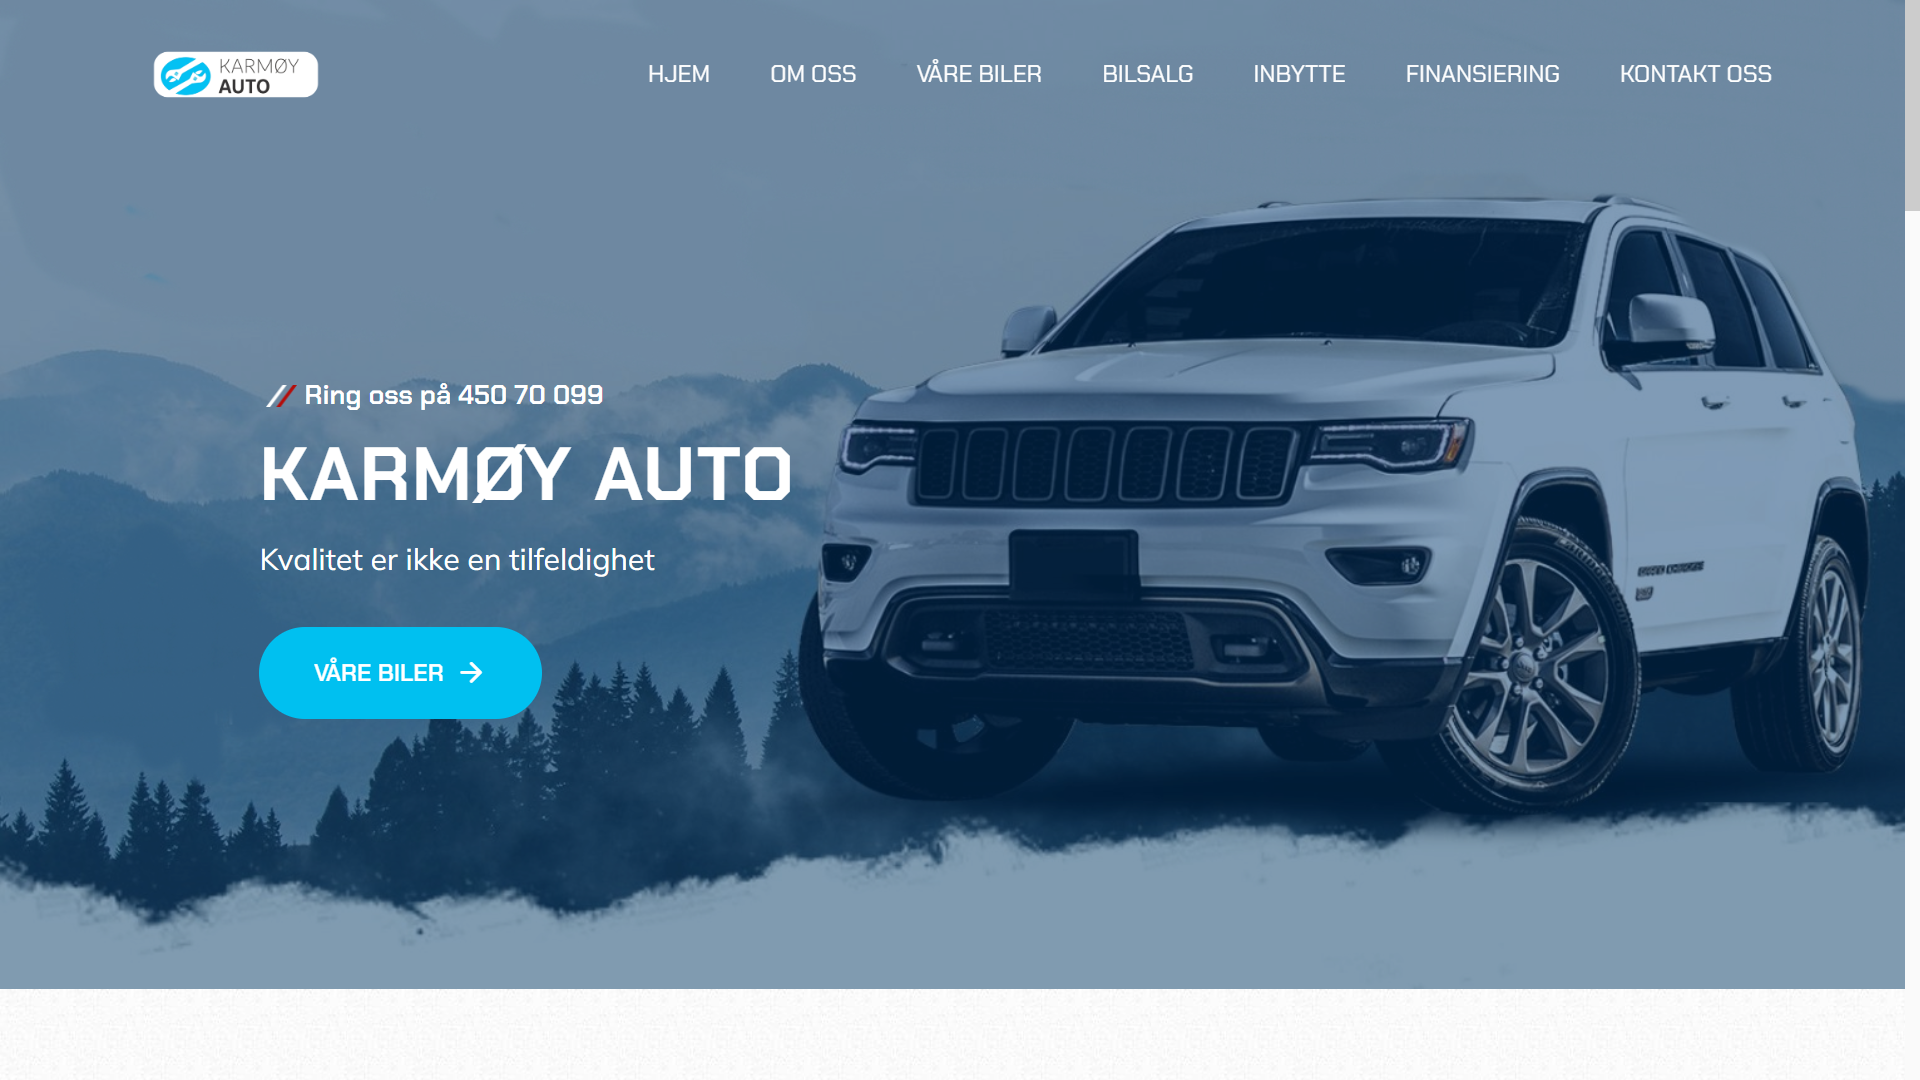 KARMØY
AUTO
HJEM
OM OSS
VÅRE BILER
BILSALG
INBYTTE
FINANSIERING
KONTAKT OSS
Ring oss på 450 70 099
KARMØY AUTO
Kvalitet er ikke en tilfeldighet
VÅRE BILER